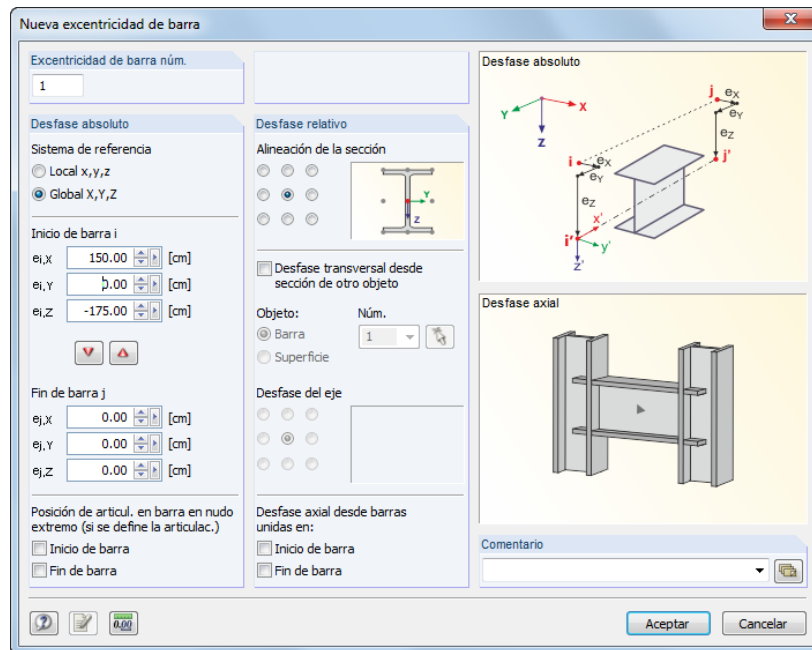 Nueva excentricidad de barra
Excentricidad de barra núm.
1
Desfase absoluto
Sistema de referencia
Local x,y,z
Global X,Y,Z
Inicio de barra i
ei,X 150.00 [cm]
ei,Y 0.00 [cm]
ei,Z -175.00 [cm]
Fin de barra j
ej,X 0.00 [cm]
ej,Y 0.00 [cm]
ej,Z 0.00 [cm]
Posición de articul. en barra en nudo
extremo (si se define la articulac.)
Inicio de barra
Fin de barra
Desfase relativo
Alineación de la sección
Y
Z
Desfase transversal desde
sección de otro objeto
Objeto: Núm.
Barra 1
Superficie
Desfase del eje
Desfase axial desde barras
unidas en:
Inicio de barra
Fin de barra
Desfase absoluto
Y X
Z
j eX
eY
eZ
j'
i eX
eY
eZ
x'
i' y'
z'
Desfase axial
Comentario
0.00
Aceptar Cancelar